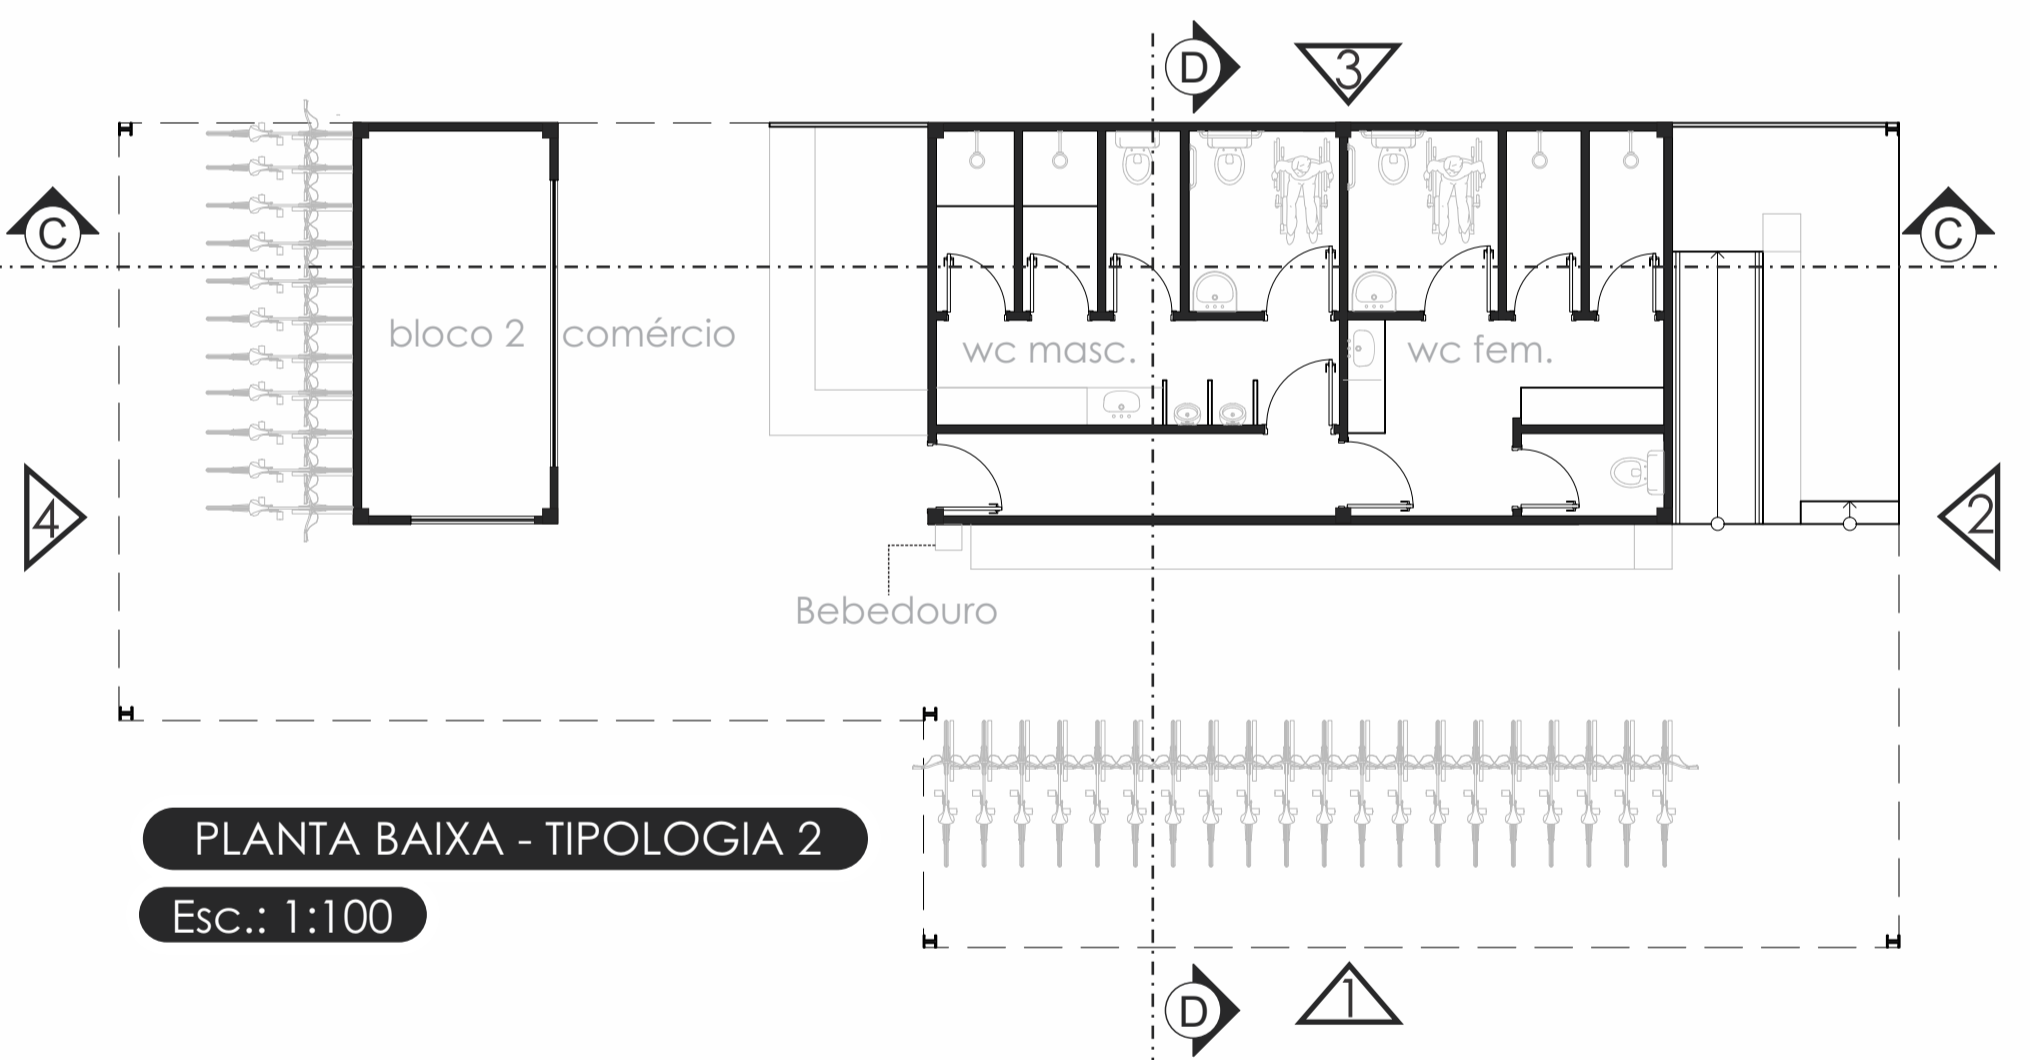 D
3
C
C
bloco 2 comércio
wc masc.
wc fem.
4
2
Bebedouro
PLANTA BAIXA - TIPOLOGIA 2
Esc.: 1:100
D
1